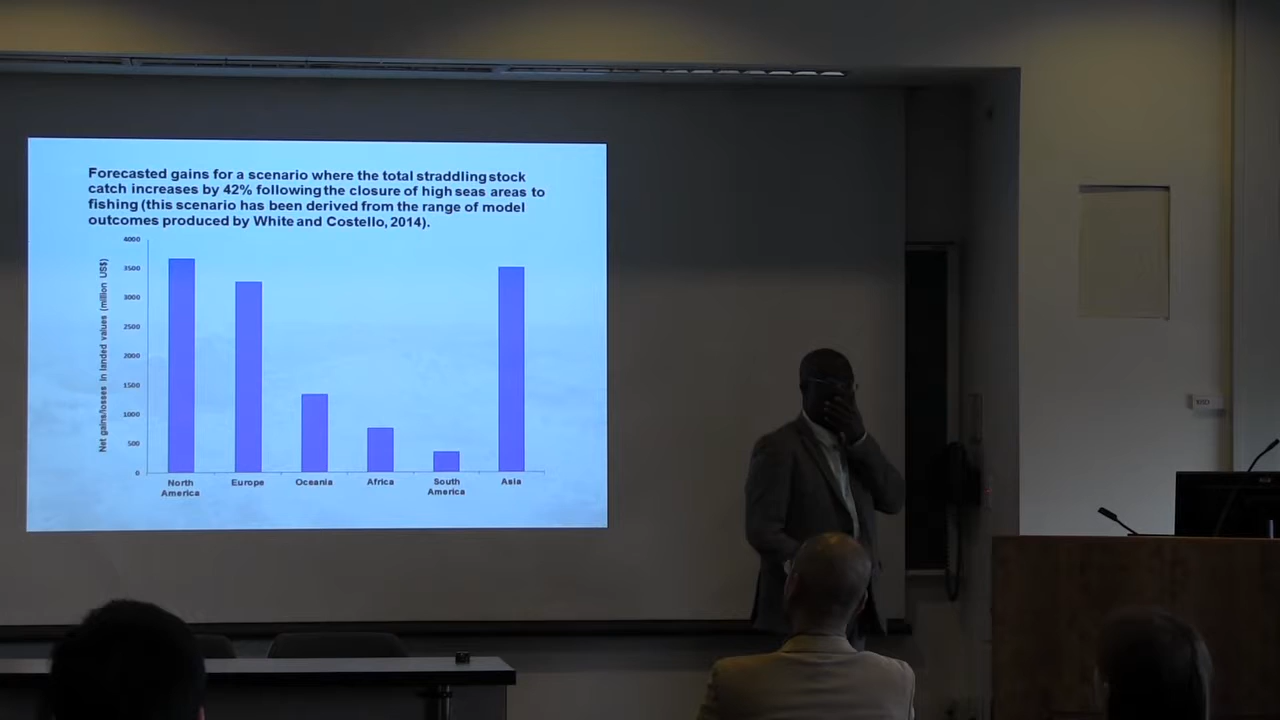 Forecasted gains for a scenario where the total straddling stock
catch increases by 42% following the closure of high seas areas to
fishing (this scenario has been derived from the range of model
outcomes produced by White and Costello, 2014).
Net gains/losses in landed values (million US$)
4000
3500
3000
2500
2000
1500
1000
500
0
North
America
Europe
Oceania
Africa
South
America
Asia